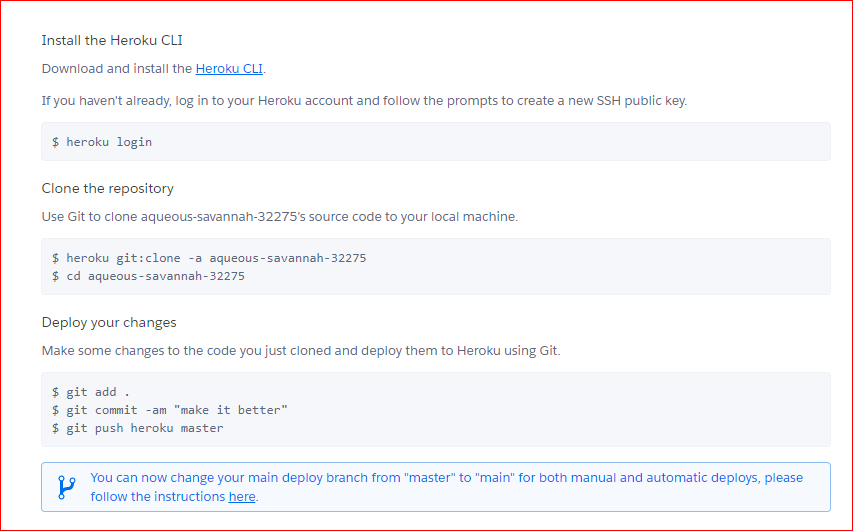 Install the Heroku CLI
Download and install the Heroku CLI.
If you haven't already, log in to your Heroku account and follow the prompts to create a new SSH public key.
$ heroku login
Clone the repository
Use Git to clone aqueous-savannah-32275's source code to your local machine.
$ heroku git:clone -a aqueous-savannah-32275
$ cd aqueous-savannah-32275
Deploy your changes
Make some changes to the code you just cloned and deploy them to Heroku using Git.
$ git add .
$ git commit -am "make it better"
$ git push heroku master
You can now change your main deploy branch from "master" to "main" for both manual and automatic deploys, please
follow the instructions here.